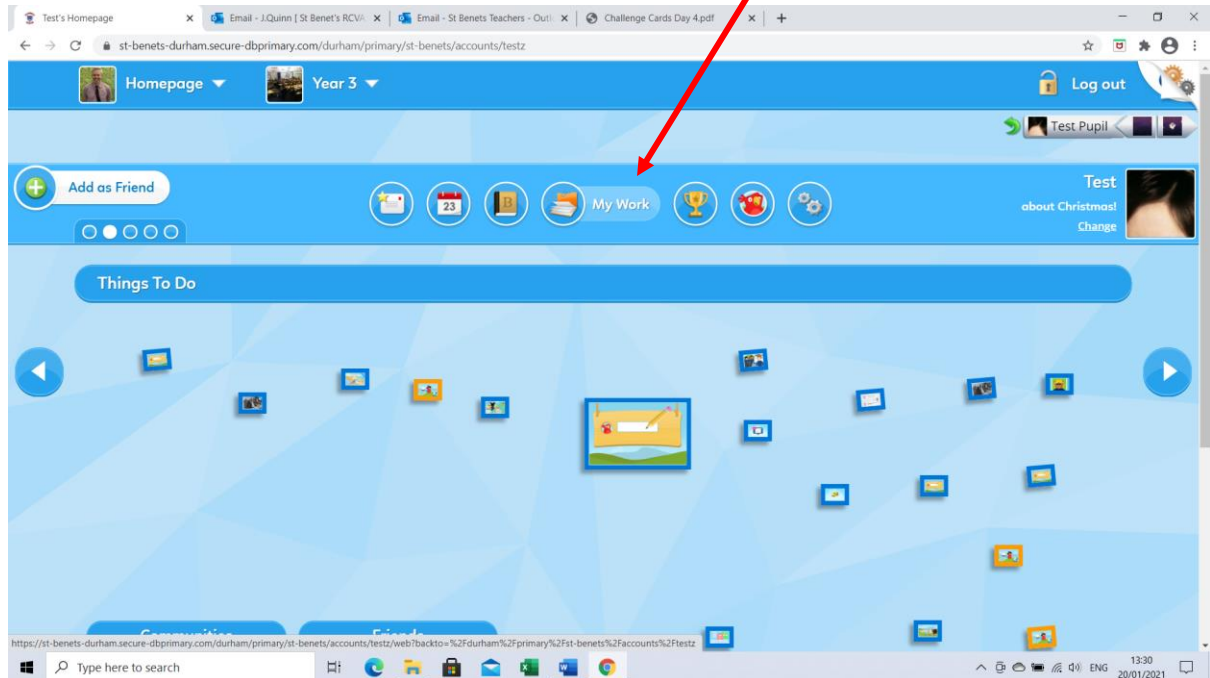 Test's Homepage
Email - J.Quinn [ St Benet's RCVA
Email - St Benets Teachers - Outl
Challenge Cards Day 4.pdf
st-benets-durham.secure-dbprimary.com/durham/primary/st-benets/accounts/testz
Homepage
Year 3
Log out
Test Pupil
Add as Friend
23
B
My Work
Test
about Christmas!
Change
Things To Do
Communities
Friends
https://st-benets-durham.secure-dbprimary.com/durham/primary/st-benets/accounts/testz/web?backto=%2Fdurham%2Fprimary%2Fst-benets%2Faccounts%2Ftestz
Type here to search
ENG
13:30
20/01/2021